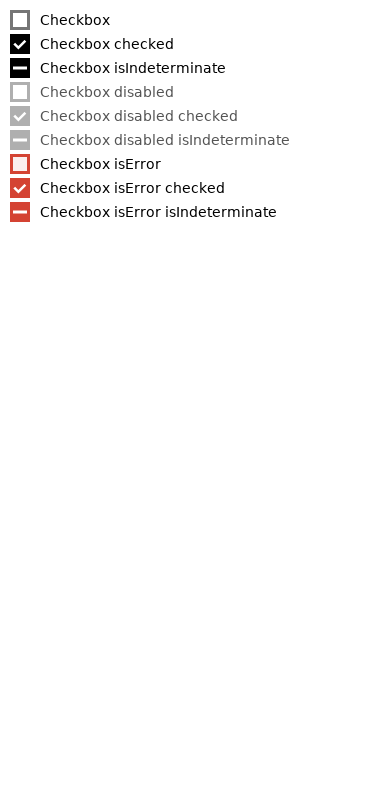 Checkbox
Checkbox checked
Checkbox isIndeterminate
Checkbox disabled
Checkbox disabled checked
Checkbox disabled isIndeterminate
Checkbox isError
Checkbox isError checked
Checkbox isError isIndeterminate